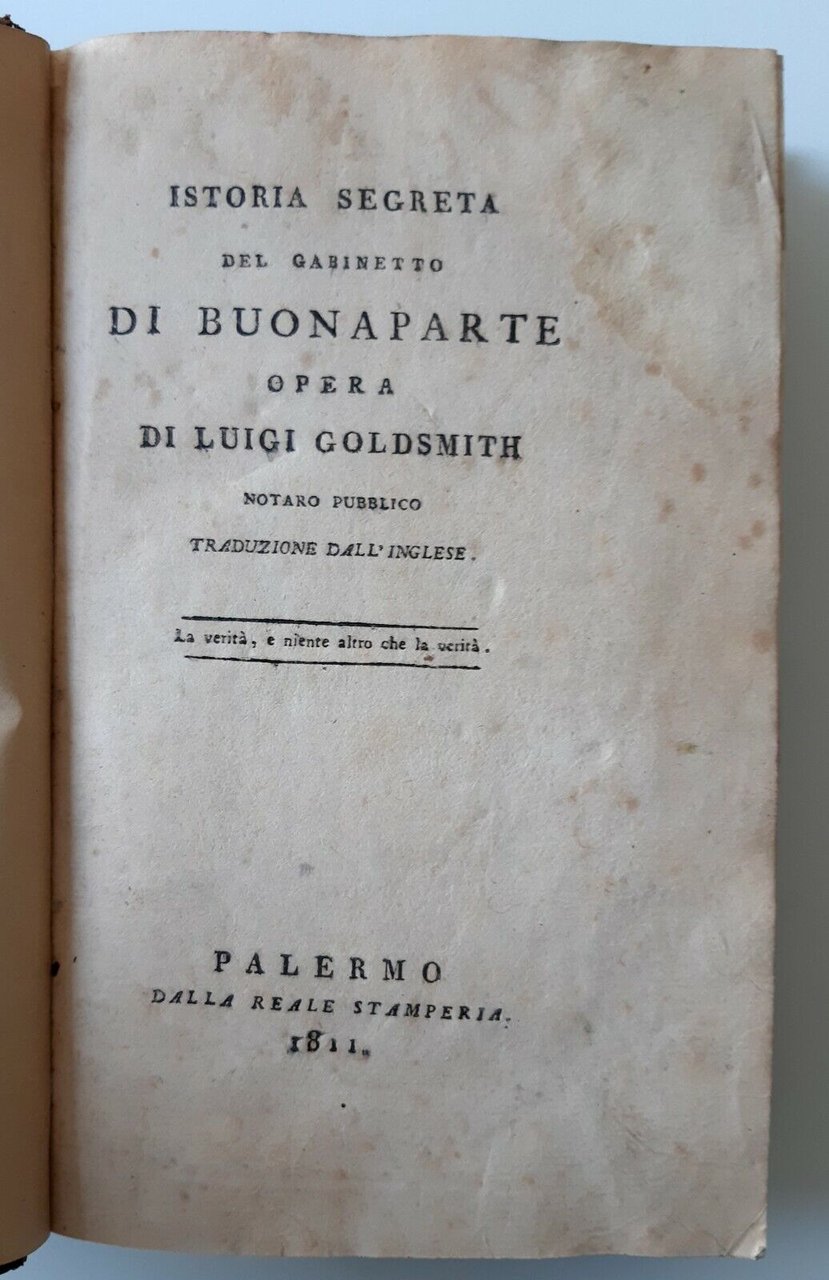 ISTORIA SEGRETA
DEL GABINETTO
DI BUONAPARTE
OPERA
DI LUIGI GOLDSMITH
NOTARO PUBBLICO
TRADUZIONE DALL' INGLESE.
La verità, e niente altro che la verità.
PALERMO
DALLA REALE STAMPERIA.
1811.